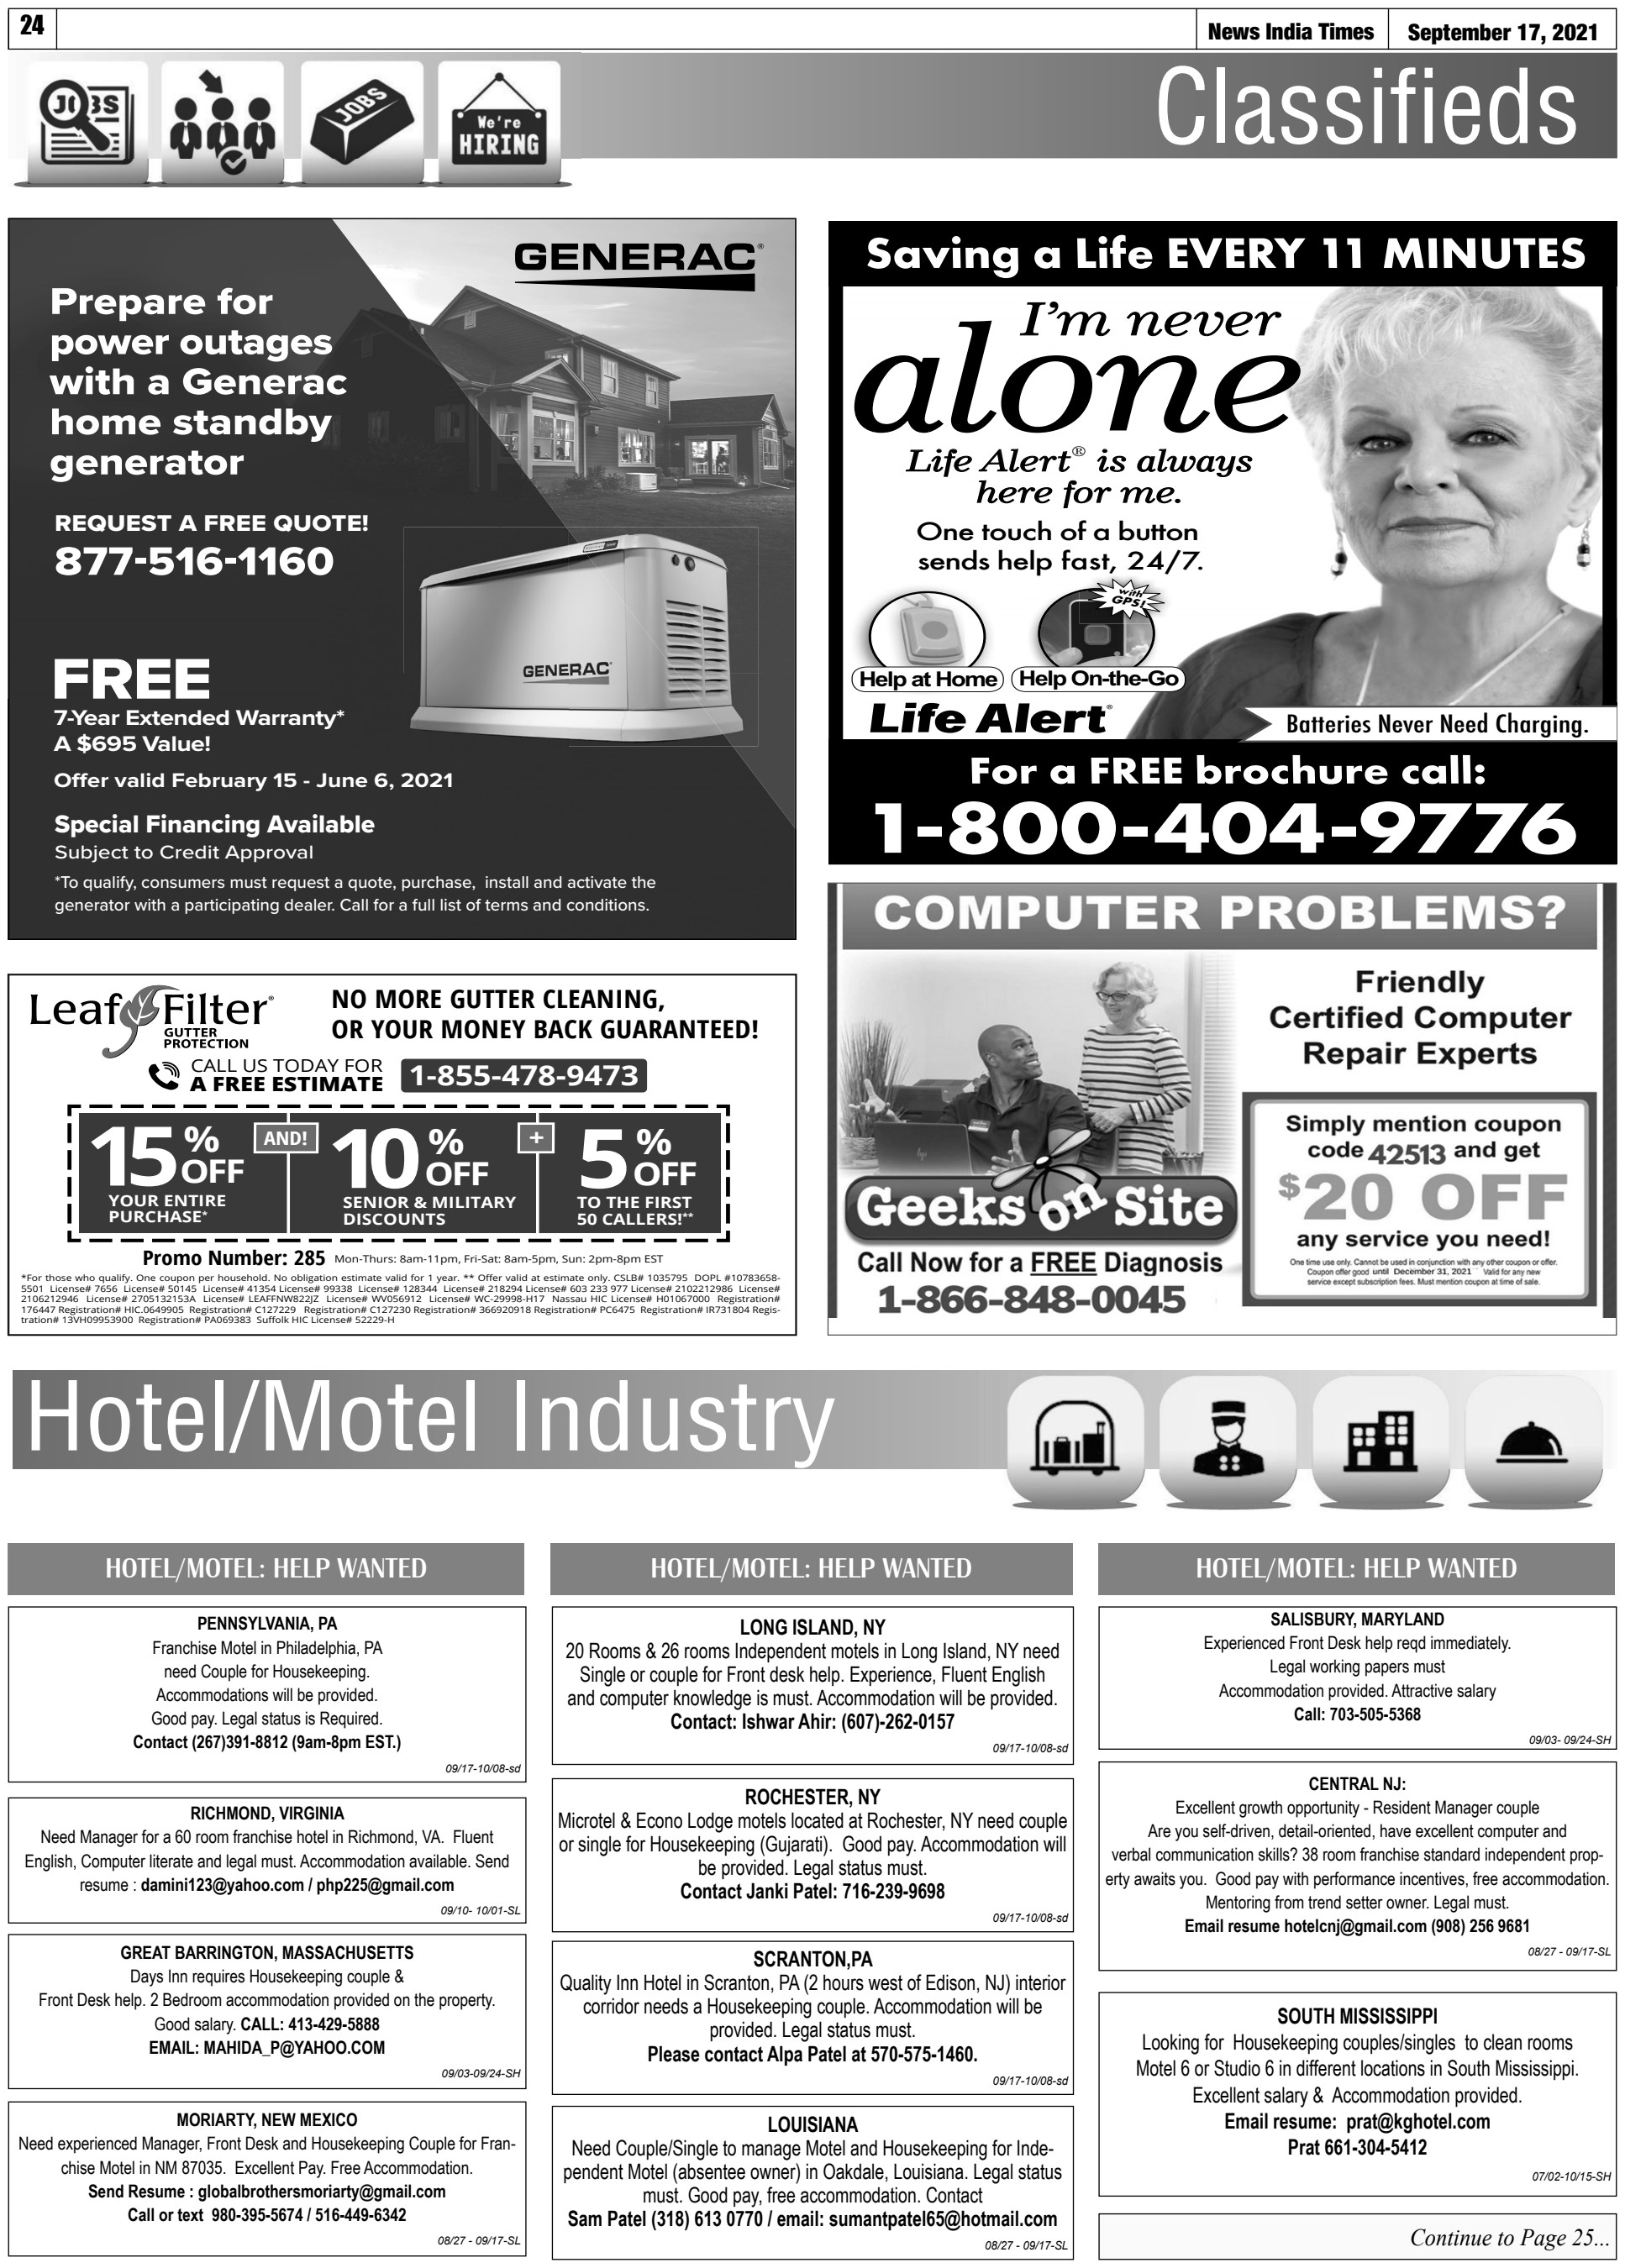 24
News India Times
September 17, 2021
JOBS
JOBS
We're
HIRING
Classifieds
GENERAC®
Prepare for
power outages
with a Generac
home standby
generator
REQUEST A FREE QUOTE!
877-516-1160
GENERAC
FREE
7-Year Extended Warranty*
A $695 Value!
Offer valid February 15 - June 6, 2021
Special Financing Available
Subject to Credit Approval
*To qualify, consumers must request a quote, purchase, install and activate the
generator with a participating dealer. Call for a full list of terms and conditions.
Saving a Life EVERY 11 MINUTES
I'm never
alone
Life Alert® is always
here for me.
One touch of a button
sends help fast, 24/7.
with
GPS!
Help at Home
Help On-the-Go
Life Alert®
Batteries Never Need Charging.
For a FREE brochure call:
1-800-404-9776
LeafFilter®
GUTTER
PROTECTION
NO MORE GUTTER CLEANING,
OR YOUR MONEY BACK GUARANTEED!
CALL US TODAY FOR
A FREE ESTIMATE
1-855-478-9473
15% OFF
YOUR ENTIRE
PURCHASE*
AND!
10% OFF
SENIOR & MILITARY
DISCOUNTS
+
5% OFF
TO THE FIRST
50 CALLERS!**
Promo Number: 285 Mon-Thurs: 8am-11pm, Fri-Sat: 8am-5pm, Sun: 2pm-8pm EST
*For those who qualify. One coupon per household. No obligation estimate valid for 1 year. ** Offer valid at estimate only. CSLB# 1035795 DOPL #10783658-
5501 License# 7656 License# 50145 License# 41354 License# 99338 License# 128344 License# 218294 License# 603 233 977 License# 2102212986 License#
2106212946 License# 2705132153A License# LEAFFNW822JZ License# WV056912 License# WC-29998-H17 Nassau HIC License# H01067000 Registration#
176447 Registration# HIC.0649905 Registration# C127229 Registration# C127230 Registration# 366920918 Registration# PC6475 Registration# IR731804 Regis-
tration# 13VH09953900 Registration# PA069383 Suffolk HIC License# 52229-H
COMPUTER PROBLEMS?
Friendly
Certified Computer
Repair Experts
Geeks on Site
Call Now for a FREE Diagnosis
1-866-848-0045
Simply mention coupon
code 42513 and get
$20 OFF
any service you need!
One time use only. Cannot be used in conjunction with any other coupon or offer.
Coupon offer good until December 31, 2021 Valid for any new
service except subscription fees. Must mention coupon at time of sale.
Hotel/Motel Industry
HOTEL/MOTEL: HELP WANTED
PENNSYLVANIA, PA
Franchise Motel in Philadelphia, PA
need Couple for Housekeeping.
Accommodations will be provided.
Good pay. Legal status is Required.
Contact (267)391-8812 (9am-8pm EST.)
09/17-10/08-sd
RICHMOND, VIRGINIA
Need Manager for a 60 room franchise hotel in Richmond, VA. Fluent
English, Computer literate and legal must. Accommodation available. Send
resume : damini123@yahoo.com / php225@gmail.com
09/10- 10/01-SL
GREAT BARRINGTON, MASSACHUSETTS
Days Inn requires Housekeeping couple &
Front Desk help. 2 Bedroom accommodation provided on the property.
Good salary. CALL: 413-429-5888
EMAIL: MAHIDA_P@YAHOO.COM
09/03-09/24-SH
MORIARTY, NEW MEXICO
Need experienced Manager, Front Desk and Housekeeping Couple for Fran-
chise Motel in NM 87035. Excellent Pay. Free Accommodation.
Send Resume : globalbrothersmoriarty@gmail.com
Call or text 980-395-5674 / 516-449-6342
08/27 - 09/17-SL
HOTEL/MOTEL: HELP WANTED
LONG ISLAND, NY
20 Rooms & 26 rooms Independent motels in Long Island, NY need
Single or couple for Front desk help. Experience, Fluent English
and computer knowledge is must. Accommodation will be provided.
Contact: Ishwar Ahir: (607)-262-0157
09/17-10/08-sd
ROCHESTER, NY
Microtel & Econo Lodge motels located at Rochester, NY need couple
or single for Housekeeping (Gujarati). Good pay. Accommodation will
be provided. Legal status must.
Contact Janki Patel: 716-239-9698
09/17-10/08-sd
SCRANTON,PA
Quality Inn Hotel in Scranton, PA (2 hours west of Edison, NJ) interior
corridor needs a Housekeeping couple. Accommodation will be
provided. Legal status must.
Please contact Alpa Patel at 570-575-1460.
09/17-10/08-sd
LOUISIANA
Need Couple/Single to manage Motel and Housekeeping for Inde-
pendent Motel (absentee owner) in Oakdale, Louisiana. Legal status
must. Good pay, free accommodation. Contact
Sam Patel (318) 613 0770 / email: sumantpatel65@hotmail.com
08/27 - 09/17-SL
HOTEL/MOTEL: HELP WANTED
SALISBURY, MARYLAND
Experienced Front Desk help reqd immediately.
Legal working papers must
Accommodation provided. Attractive salary
Call: 703-505-5368
09/03- 09/24-SH
CENTRAL NJ:
Excellent growth opportunity - Resident Manager couple
Are you self-driven, detail-oriented, have excellent computer and
verbal communication skills? 38 room franchise standard independent prop-
erty awaits you. Good pay with performance incentives, free accommodation.
Mentoring from trend setter owner. Legal must.
Email resume hotelcnj@gmail.com (908) 256 9681
08/27 - 09/17-SL
SOUTH MISSISSIPPI
Looking for Housekeeping couples/singles to clean rooms
Motel 6 or Studio 6 in different locations in South Mississippi.
Excellent salary & Accommodation provided.
Email resume: prat@kghotel.com
Prat 661-304-5412
07/02-10/15-SH
Continue to Page 25...